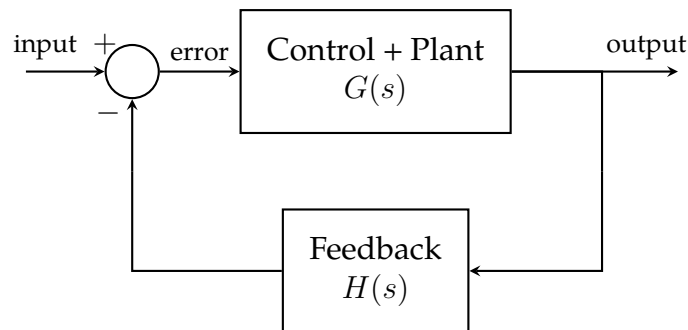 input
+
error
Control + Plant
G(s)
output
−
Feedback
H(s)